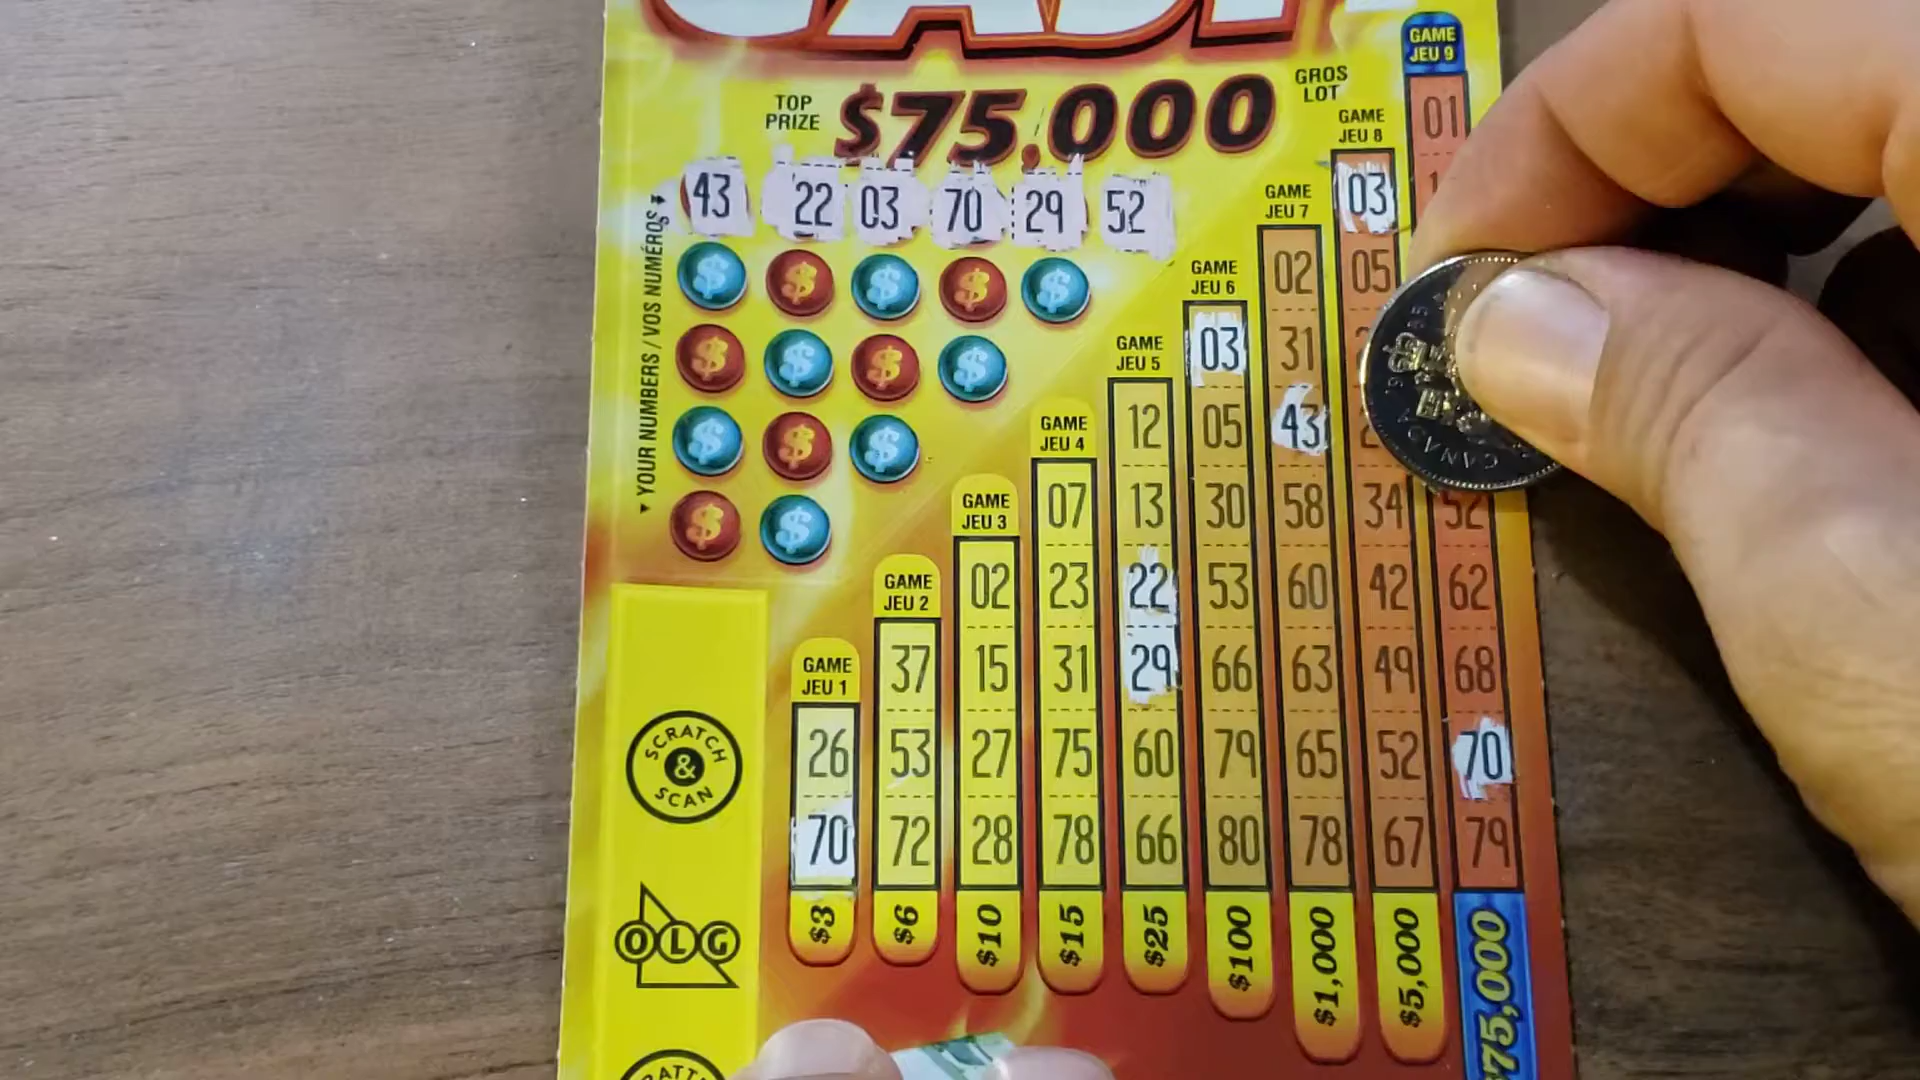 TOP
PRIZE
$75,000
GROS
LOT
YOUR NUMBERS / VOS NUMÉROS
43 22 03 70 29 52
GAME
JEU 1
26
70
$3
GAME
JEU 2
37
53
72
$6
GAME
JEU 3
02
15
27
28
$10
GAME
JEU 4
07
23
31
75
78
$15
GAME
JEU 5
12
13
22
29
60
66
$25
GAME
JEU 6
03
05
30
53
66
79
80
$100
GAME
JEU 7
02
31
43
58
60
63
65
78
$1,000
GAME
JEU 8
03
05
34
42
49
52
67
$5,000
GAME
JEU 9
01
52
62
68
70
79
75,000
SCRATCH
&
SCAN
OLG
CANADA